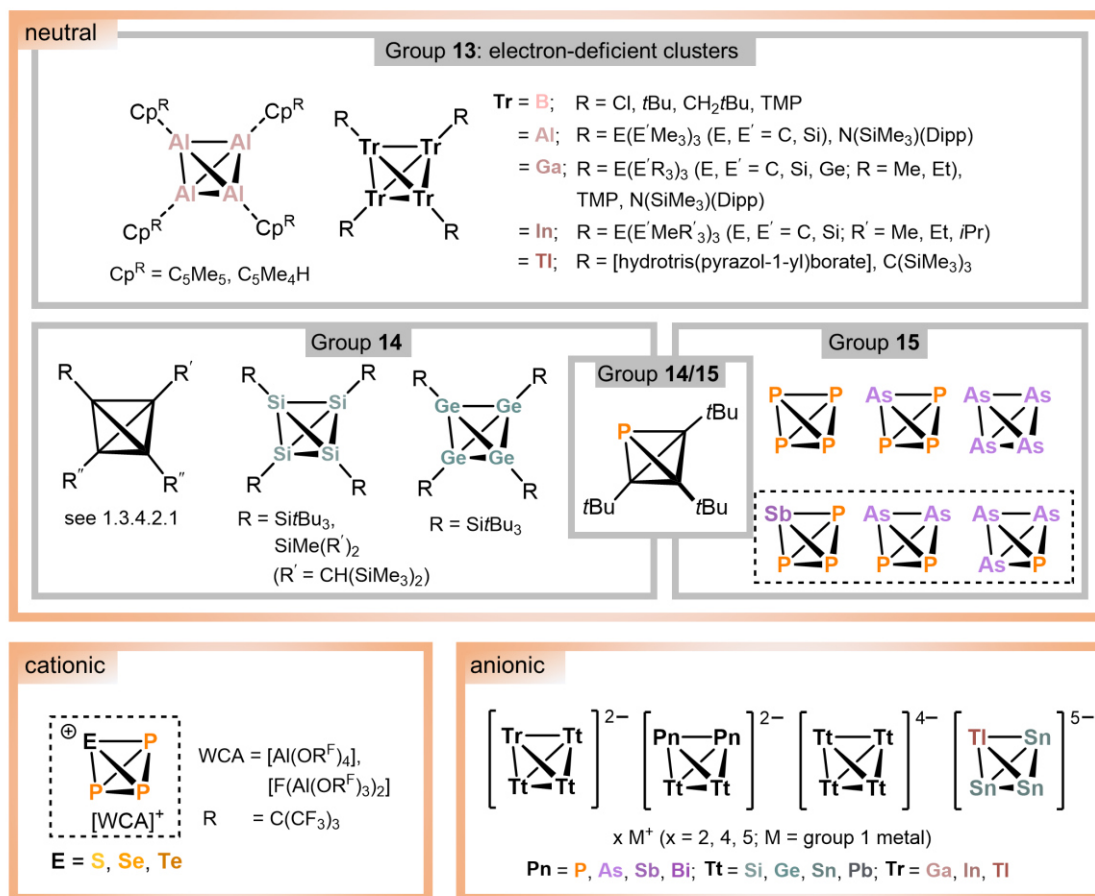 neutral
Group 13: electron-deficient clusters
Cpᴿ Cpᴿ
Al Al
Al Al
Cpᴿ Cpᴿ
Cpᴿ = C₅Me₅, C₅Me₄H
R R
Tr Tr
Tr Tr
R R
Tr = B; R = Cl, tBu, CH₂tBu, TMP
= Al; R = E(E′Me₃)₃ (E, E′ = C, Si), N(SiMe₃)(Dipp)
= Ga; R = E(E′R₃)₃ (E, E′ = C, Si, Ge; R = Me, Et),
TMP, N(SiMe₃)(Dipp)
= In; R = E(E′MeR′₃)₃ (E, E′ = C, Si; R′ = Me, Et, iPr)
= Tl; R = [hydrotris(pyrazol-1-yl)borate], C(SiMe₃)₃
Group 14
R R′
R″ R″
see 1.3.4.2.1
R R
Si Si
Si Si
R R
R = SitBu₃,
SiMe(R′)₂
(R′ = CH(SiMe₃)₂)
R R
Ge Ge
Ge Ge
R R
R = SitBu₃
Group 14/15
P tBu
tBu tBu
Group 15
P P As P As As
P P P P As As
Sb P As As As As
P P P P As P
cationic
⊕
E P
P P
[WCA]⁺
WCA = [Al(ORᶠ)₄],
[F(Al(ORᶠ)₃)₂]
R = C(CF₃)₃
E = S, Se, Te
anionic
[Tr Tt]2− [Pn Pn]2− [Tt Tt]4− [Tl Sn]5−
Tt Tt Tt Tt Tt Tt Sn Sn
x M⁺ (x = 2, 4, 5; M = group 1 metal)
Pn = P, As, Sb, Bi; Tt = Si, Ge, Sn, Pb; Tr = Ga, In, Tl